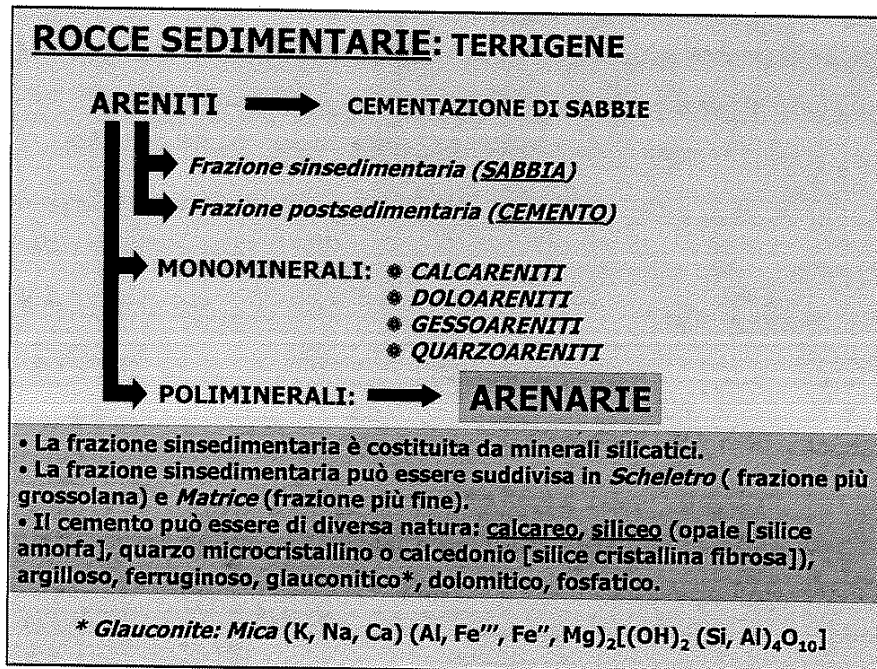 ROCCE SEDIMENTARIE: TERRIGENE
ARENITI CEMENTAZIONE DI SABBIE
Frazione sinsedimentaria (SABBIA)
Frazione postsedimentaria (CEMENTO)
MONOMINERALI: CALCARENITI
DOLOARENITI
GESSOARENITI
QUARZOARENITI
POLIMINERALI: ARENARIE
• La frazione sinsedimentaria è costituita da minerali silicatici.
• La frazione sinsedimentaria può essere suddivisa in Scheletro ( frazione più
grossolana) e Matrice (frazione più fine).
• Il cemento può essere di diversa natura: calcareo, siliceo (opale [silice
amorfa], quarzo microcristallino o calcedonio [silice cristallina fibrosa]),
argilloso, ferruginoso, glauconitico*, dolomitico, fosfatico.
* Glauconite: Mica (K, Na, Ca) (Al, Fe''', Fe'', Mg)₂[(OH)₂ (Si, Al)₄O₁₀]